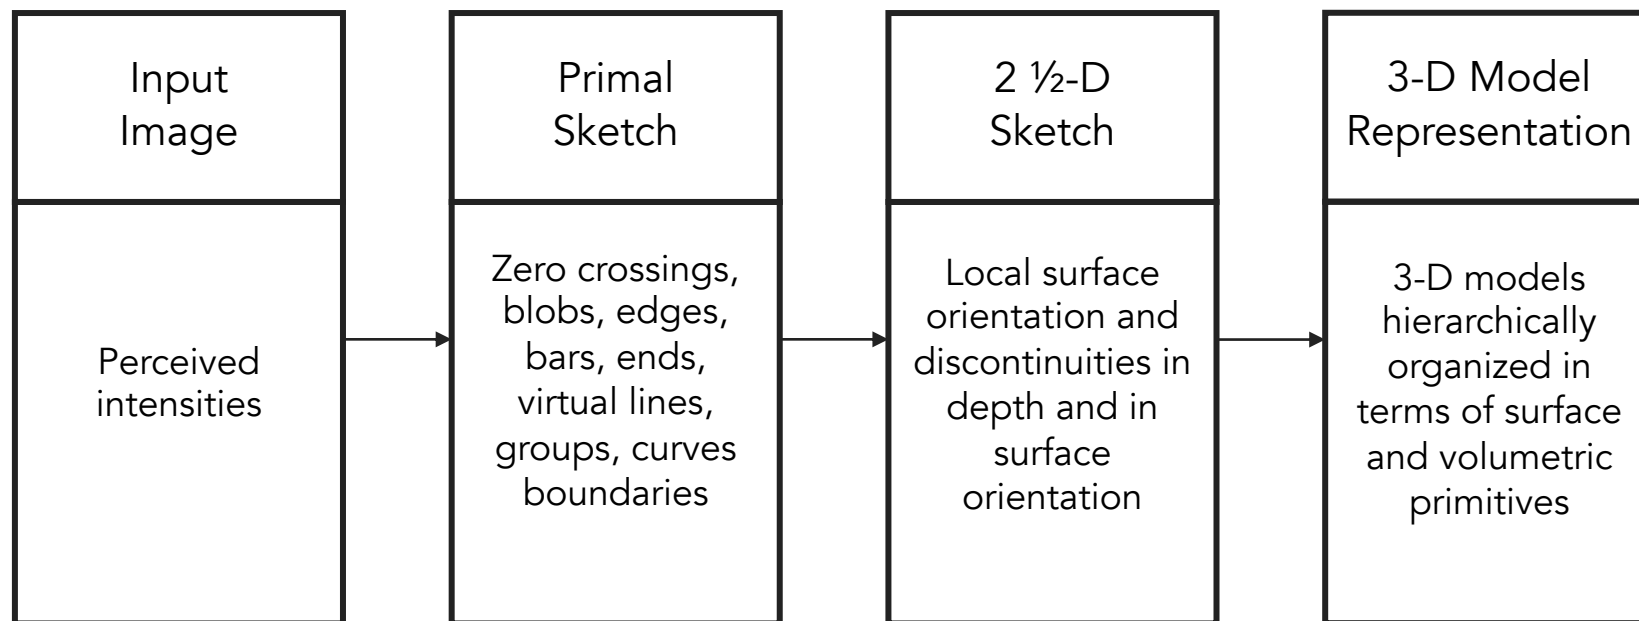 Input
Image
Perceived
intensities
Primal
Sketch
Zero crossings,
blobs, edges,
bars, ends,
virtual lines,
groups, curves
boundaries
2 ½-D
Sketch
Local surface
orientation and
discontinuities in
depth and in
surface
orientation
3-D Model
Representation
3-D models
hierarchically
organized in
terms of surface
and volumetric
primitives